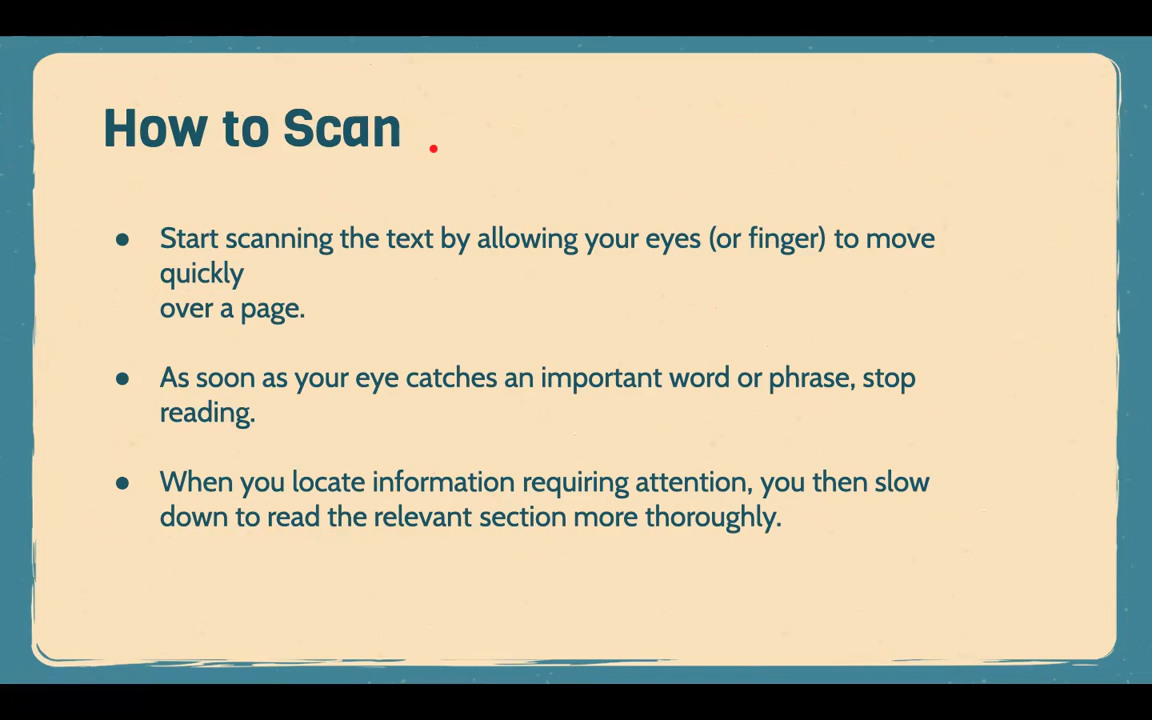 How to Scan
● Start scanning the text by allowing your eyes (or finger) to move
quickly
over a page.
● As soon as your eye catches an important word or phrase, stop
reading.
● When you locate information requiring attention, you then slow
down to read the relevant section more thoroughly.